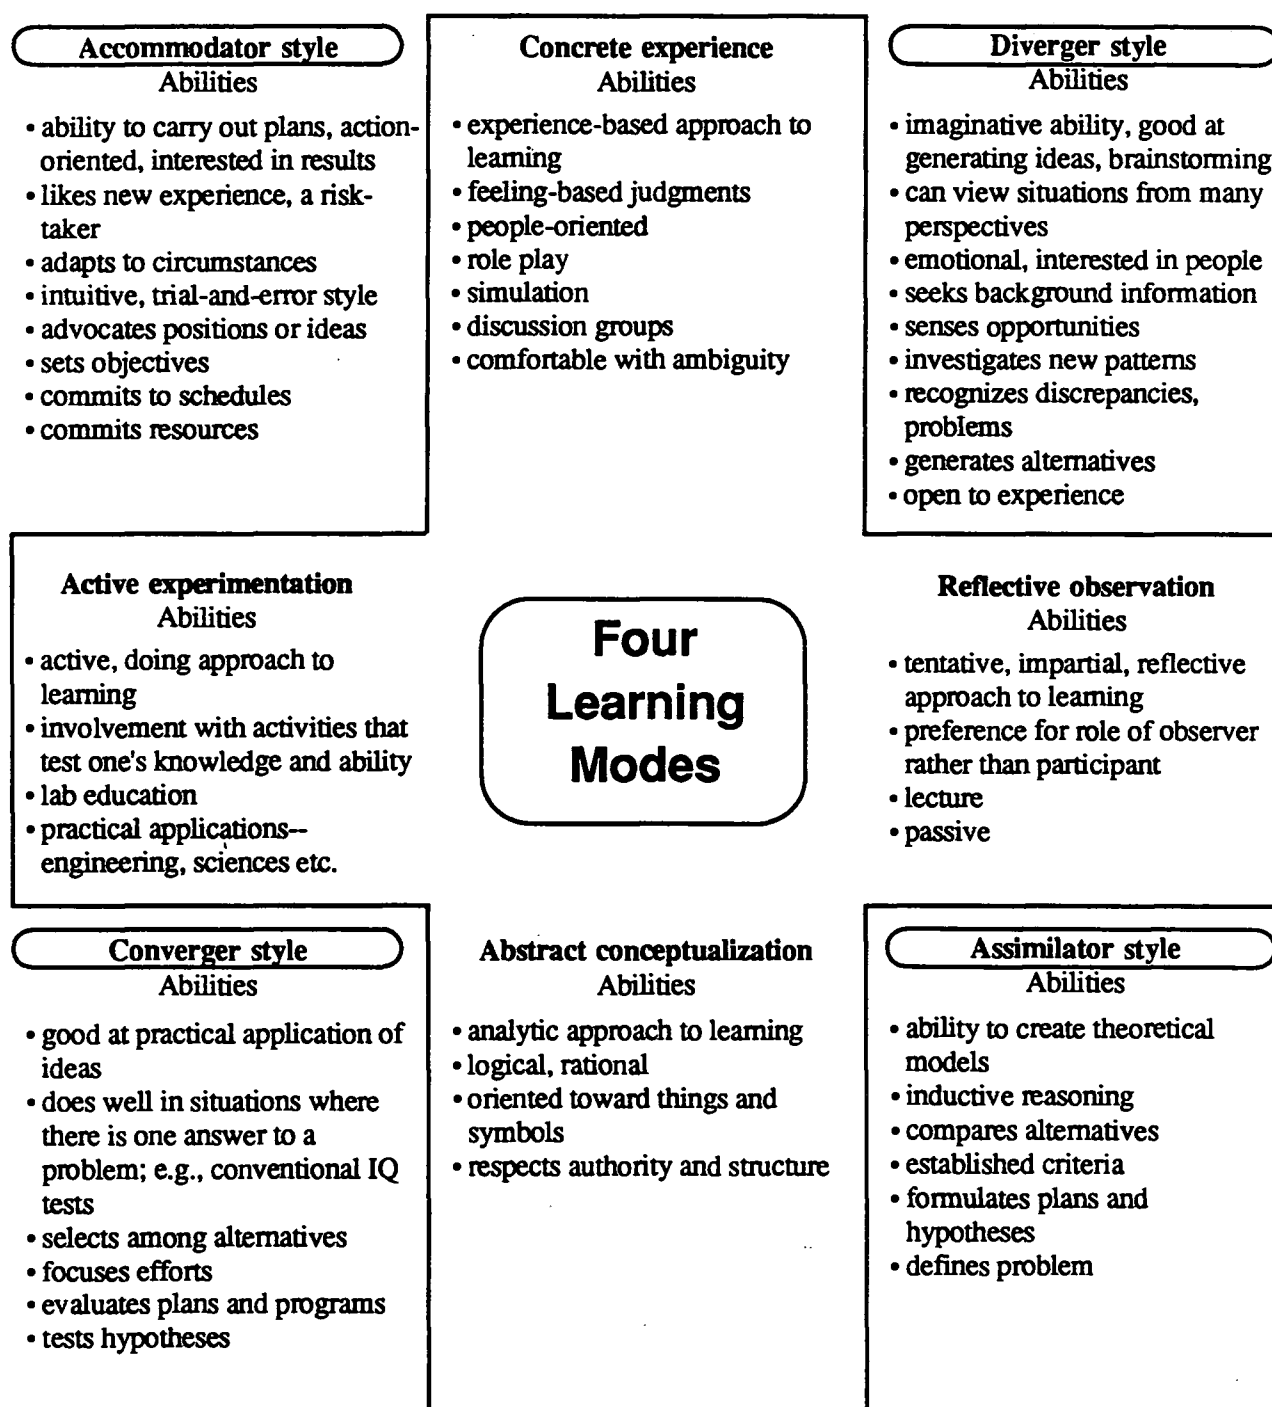 Accommodator style
Abilities
• ability to carry out plans, action-
oriented, interested in results
• likes new experience, a risk-
taker
• adapts to circumstances
• intuitive, trial-and-error style
• advocates positions or ideas
• sets objectives
• commits to schedules
• commits resources
Concrete experience
Abilities
• experience-based approach to
learning
• feeling-based judgments
• people-oriented
• role play
• simulation
• discussion groups
• comfortable with ambiguity
Diverger style
Abilities
• imaginative ability, good at
generating ideas, brainstorming
• can view situations from many
perspectives
• emotional, interested in people
• seeks background information
• senses opportunities
• investigates new patterns
• recognizes discrepancies,
problems
• generates alternatives
• open to experience
Active experimentation
Abilities
• active, doing approach to
learning
• involvement with activities that
test one's knowledge and ability
• lab education
• practical applications--
engineering, sciences etc.
Four
Learning
Modes
Reflective observation
Abilities
• tentative, impartial, reflective
approach to learning
• preference for role of observer
rather than participant
• lecture
• passive
Converger style
Abilities
• good at practical application of
ideas
• does well in situations where
there is one answer to a
problem; e.g., conventional IQ
tests
• selects among alternatives
• focuses efforts
• evaluates plans and programs
• tests hypotheses
Abstract conceptualization
Abilities
• analytic approach to learning
• logical, rational
• oriented toward things and
symbols
• respects authority and structure
Assimilator style
Abilities
• ability to create theoretical
models
• inductive reasoning
• compares alternatives
• established criteria
• formulates plans and
hypotheses
• defines problem